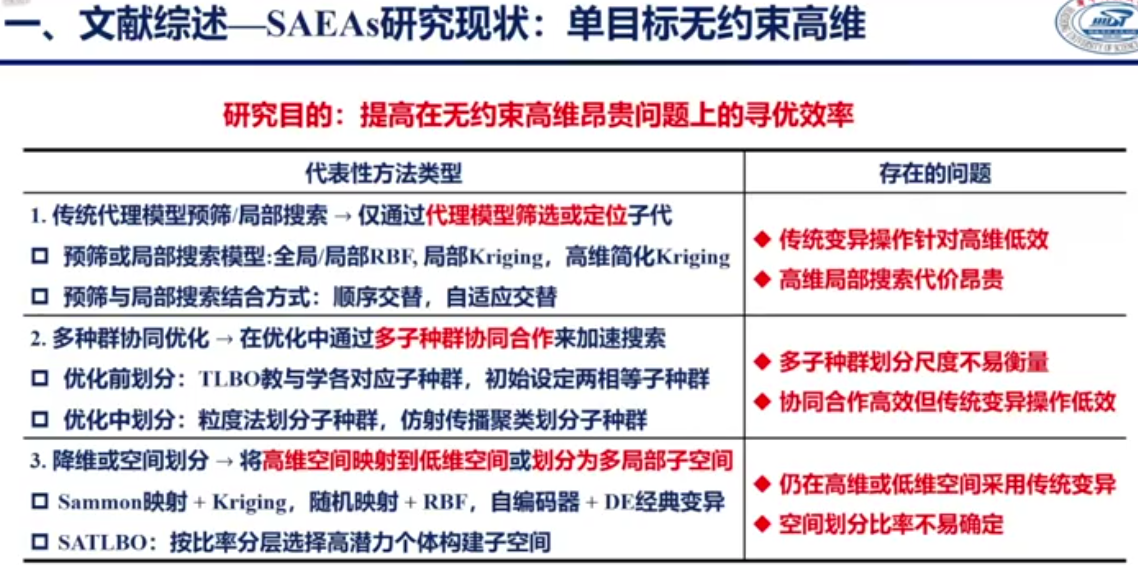 一、文献综述—SAEAs研究现状：单目标无约束高维
研究目的：提高在无约束高维昂贵问题上的寻优效率
代表性方法类型
存在的问题
1. 传统代理模型预筛/局部搜索 → 仅通过代理模型筛选或定位子代
预筛或局部搜索模型:全局/局部RBF, 局部Kriging，高维简化Kriging
预筛与局部搜索结合方式：顺序交替，自适应交替
传统变异操作针对高维低效
高维局部搜索代价昂贵
2. 多种群协同优化 → 在优化中通过多子种群协同合作来加速搜索
优化前划分：TLBO教与学各对应子种群，初始设定两相等子种群
优化中划分：粒度法划分子种群，仿射传播聚类划分子种群
多子种群划分尺度不易衡量
协同合作高效但传统变异操作低效
3. 降维或空间划分 → 将高维空间映射到低维空间或划分为多局部子空间
Sammon映射 + Kriging，随机映射 + RBF，自编码器 + DE经典变异
SATLBO：按比率分层选择高潜力个体构建子空间
仍在高维或低维空间采用传统变异
空间划分比率不易确定